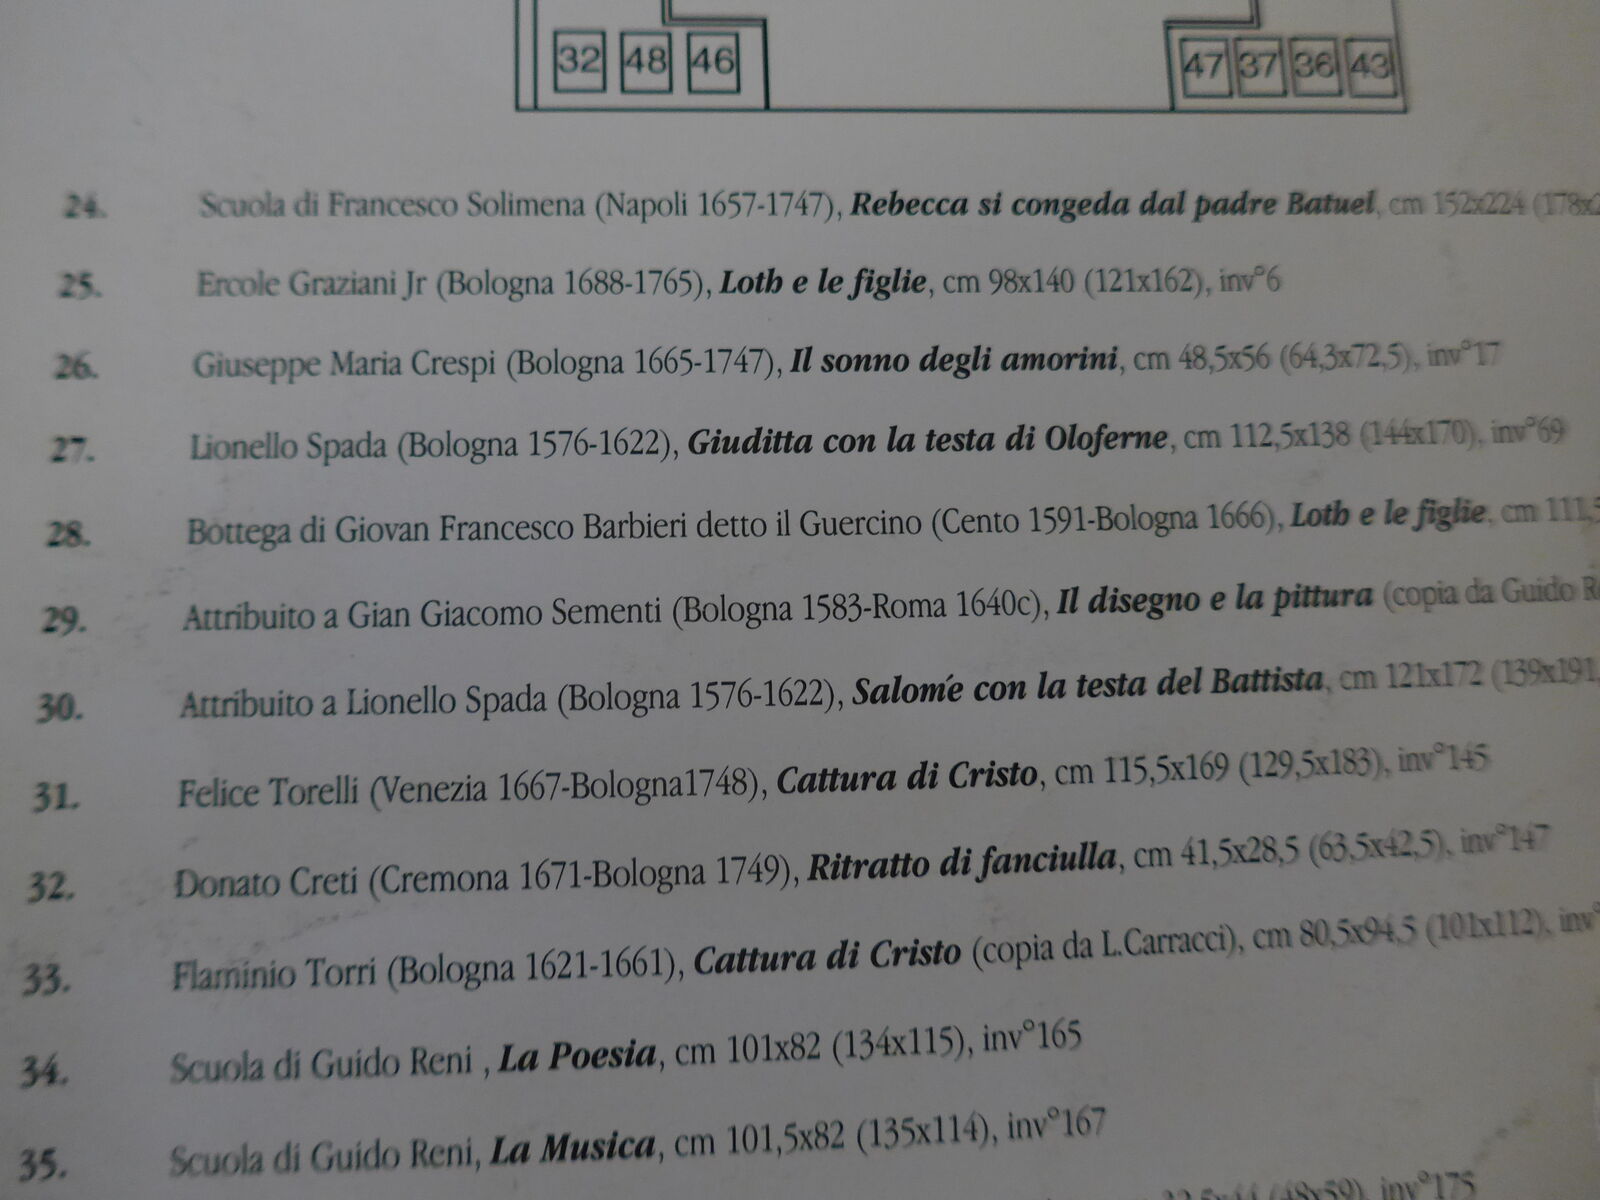 32 48 46 47 37 36 43
24. Scuola di Francesco Solimena (Napoli 1657-1747), Rebecca si congeda dal padre Batuel, cm 152x224 (178x2
25. Ercole Graziani Jr (Bologna 1688-1765), Loth e le figlie, cm 98x140 (121x162), inv°6
26. Giuseppe Maria Crespi (Bologna 1665-1747), Il sonno degli amorini, cm 48,5x56 (64,3x72,5), inv°17
27. Lionello Spada (Bologna 1576-1622), Giuditta con la testa di Oloferne, cm 112,5x138 (144x170), inv°69
28. Bottega di Giovan Francesco Barbieri detto il Guercino (Cento 1591-Bologna 1666), Loth e le figlie, cm 111,5
29. Attribuito a Gian Giacomo Sementi (Bologna 1583-Roma 1640c), Il disegno e la pittura (copia da Guido R
30. Attribuito a Lionello Spada (Bologna 1576-1622), Salomé con la testa del Battista, cm 121x172 (139x191,
31. Felice Torelli (Venezia 1667-Bologna1748), Cattura di Cristo, cm 115,5x169 (129,5x183), inv°145
32. Donato Creti (Cremona 1671-Bologna 1749), Ritratto di fanciulla, cm 41,5x28,5 (63,5x42,5), inv°147
33. Flaminio Torri (Bologna 1621-1661), Cattura di Cristo (copia da L.Carracci), cm 80,5x94,5 (101x112), inv°
34. Scuola di Guido Reni , La Poesia, cm 101x82 (134x115), inv°165
35. Scuola di Guido Reni, La Musica, cm 101,5x82 (135x114), inv°167
(48x59), inv°175